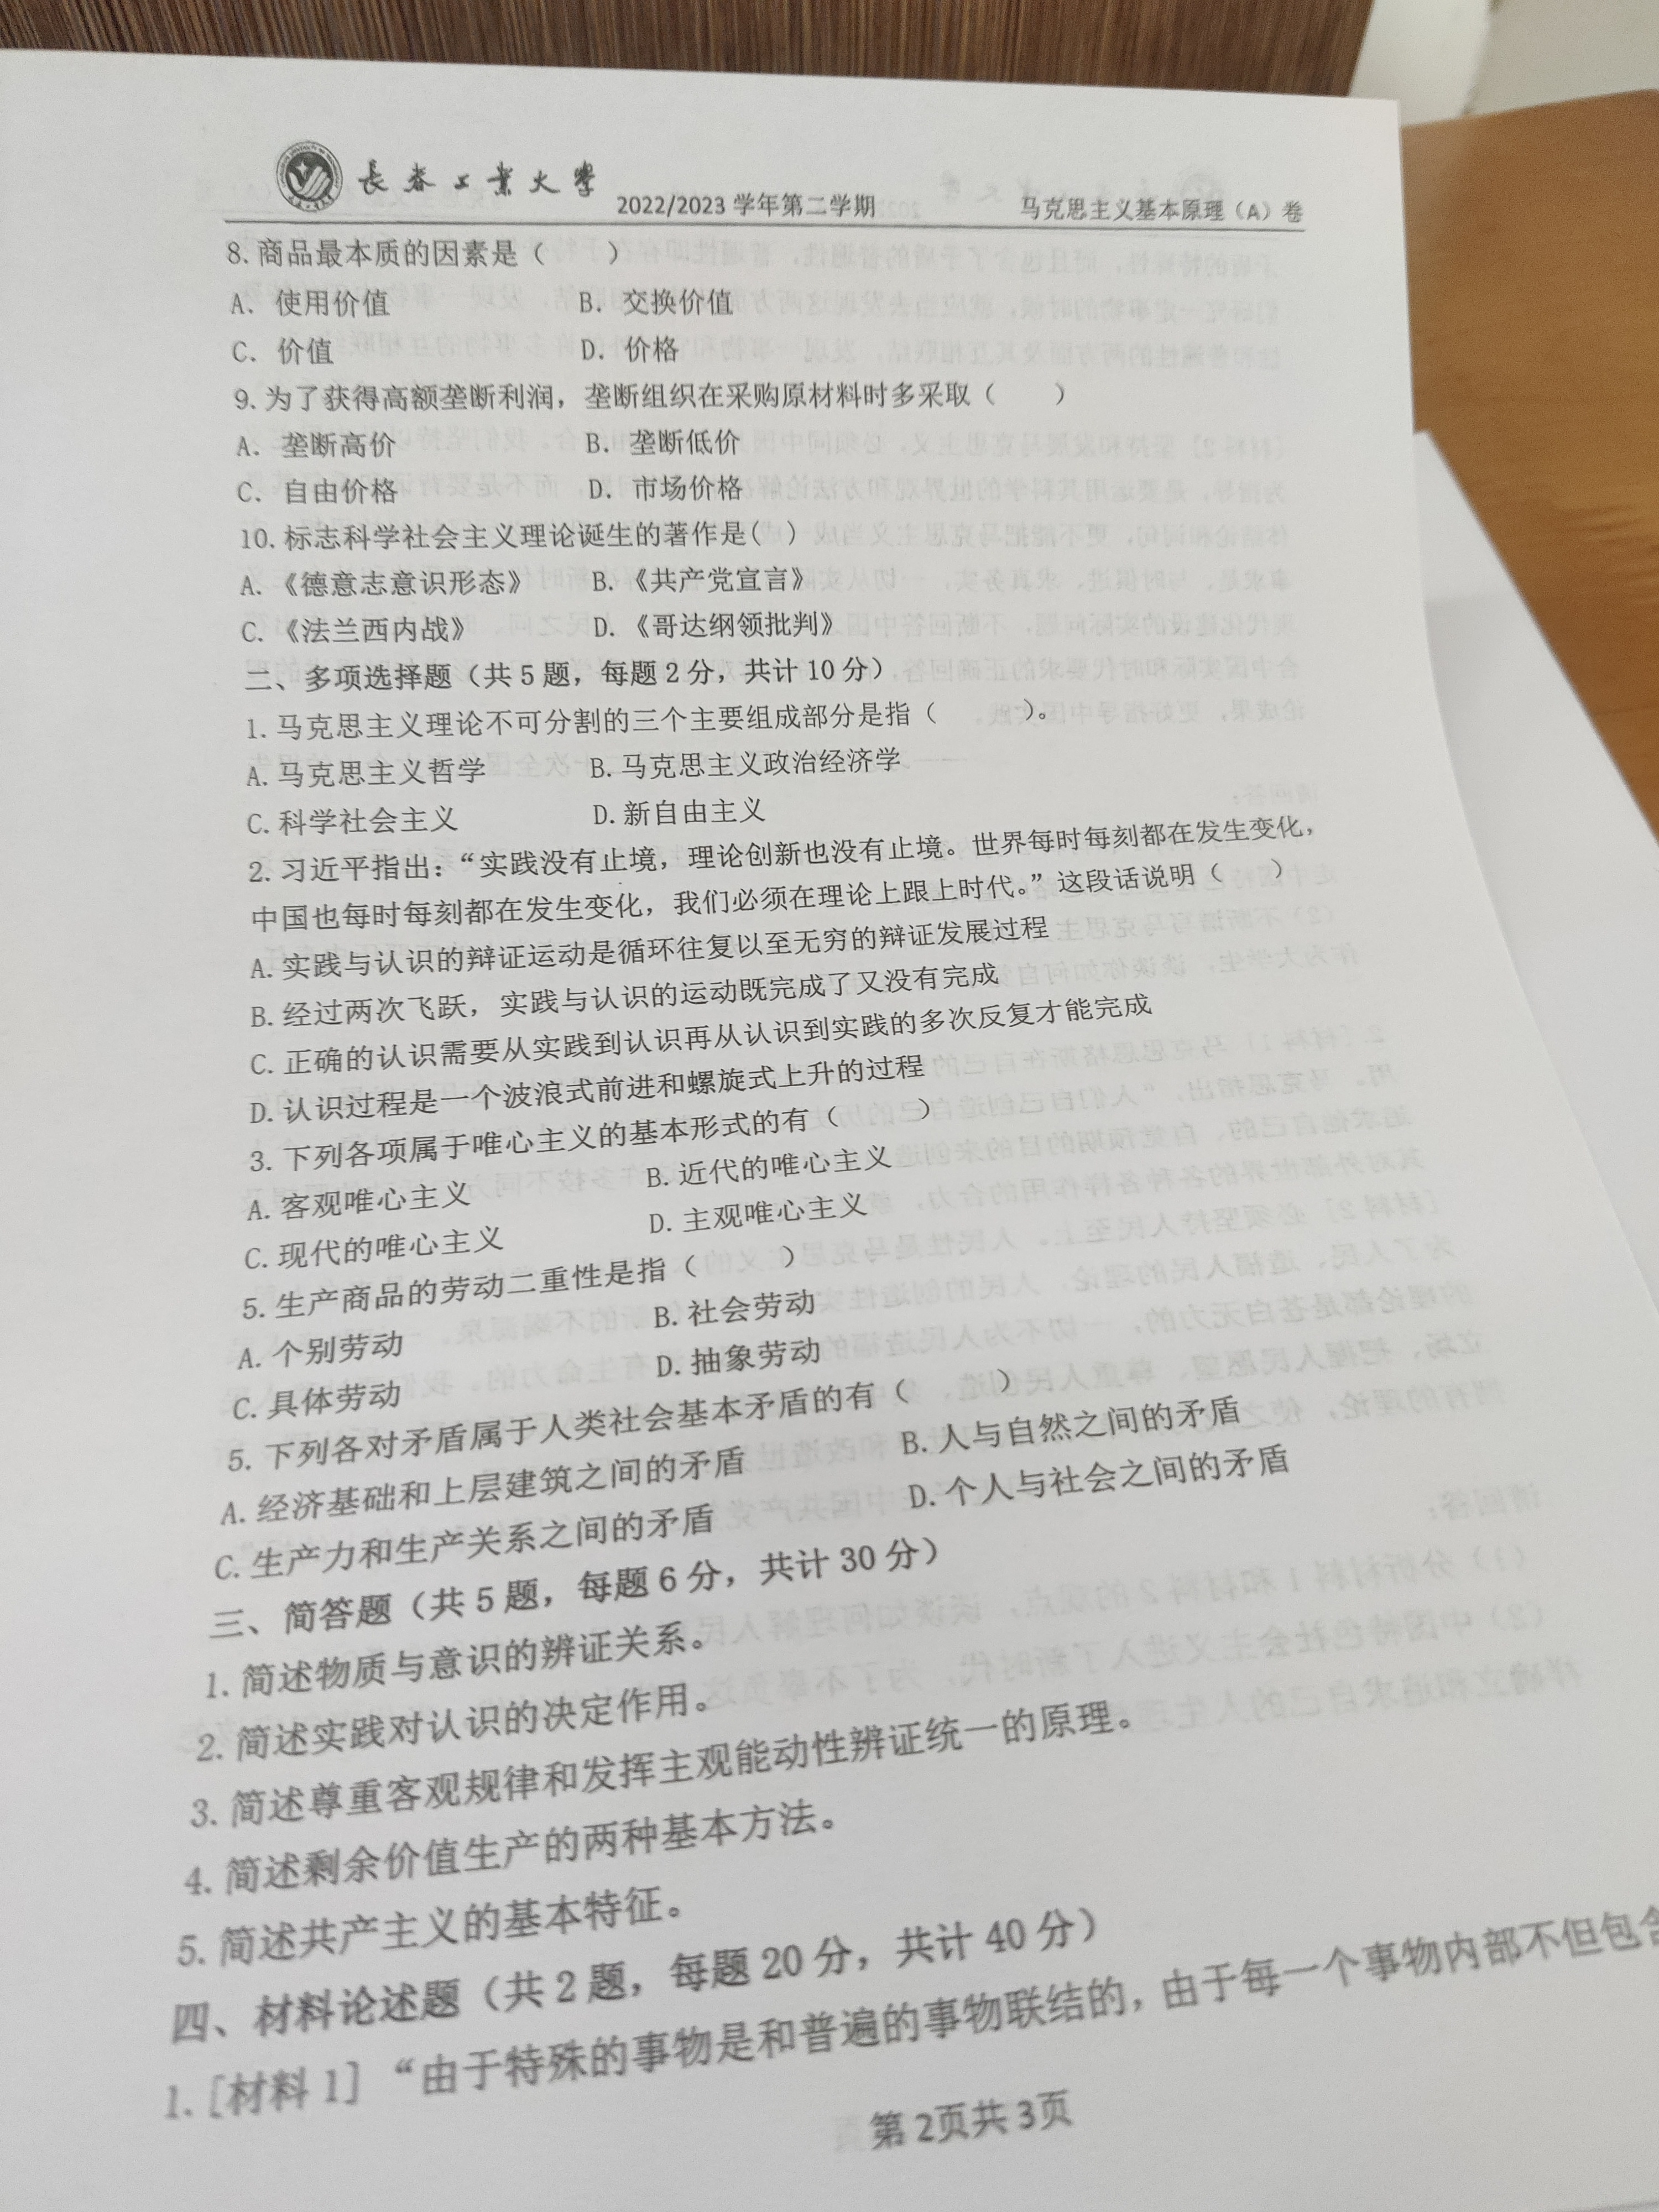 長春工業大學
2022/2023 学年第二学期
马克思主义基本原理（A）卷
8. 商品最本质的因素是（ ）
A. 使用价值 B. 交换价值
C. 价值 D. 价格
9. 为了获得高额垄断利润，垄断组织在采购原材料时多采取（ ）
A. 垄断高价 B. 垄断低价
C. 自由价格 D. 市场价格
10. 标志科学社会主义理论诞生的著作是( )
A.《德意志意识形态》 B.《共产党宣言》
C.《法兰西内战》 D.《哥达纲领批判》
二、多项选择题（共 5 题，每题 2 分，共计 10 分）
1. 马克思主义理论不可分割的三个主要组成部分是指（ ）。
A. 马克思主义哲学 B. 马克思主义政治经济学
C. 科学社会主义 D. 新自由主义
2. 习近平指出：“实践没有止境，理论创新也没有止境。世界每时每刻都在发生变化，
中国也每时每刻都在发生变化，我们必须在理论上跟上时代。”这段话说明（ ）
A. 实践与认识的辩证运动是循环往复以至无穷的辩证发展过程
B. 经过两次飞跃，实践与认识的运动既完成了又没有完成
C. 正确的认识需要从实践到认识再从认识到实践的多次反复才能完成
D. 认识过程是一个波浪式前进和螺旋式上升的过程
3. 下列各项属于唯心主义的基本形式的有（ ）
A. 客观唯心主义 B. 近代的唯心主义
C. 现代的唯心主义 D. 主观唯心主义
5. 生产商品的劳动二重性是指（ ）
A. 个别劳动 B. 社会劳动
C. 具体劳动 D. 抽象劳动
5. 下列各对矛盾属于人类社会基本矛盾的有（ ）
A. 经济基础和上层建筑之间的矛盾 B. 人与自然之间的矛盾
C. 生产力和生产关系之间的矛盾 D. 个人与社会之间的矛盾
三、简答题（共 5 题，每题 6 分，共计 30 分）
1. 简述物质与意识的辨证关系。
2. 简述实践对认识的决定作用。
3. 简述尊重客观规律和发挥主观能动性辨证统一的原理。
4. 简述剩余价值生产的两种基本方法。
5. 简述共产主义的基本特征。
四、材料论述题（共 2 题，每题 20 分，共计 40 分）
1. [材料 1] “由于特殊的事物是和普遍的事物联结的，由于每一个事物内部不但包含
第 2页共 3页